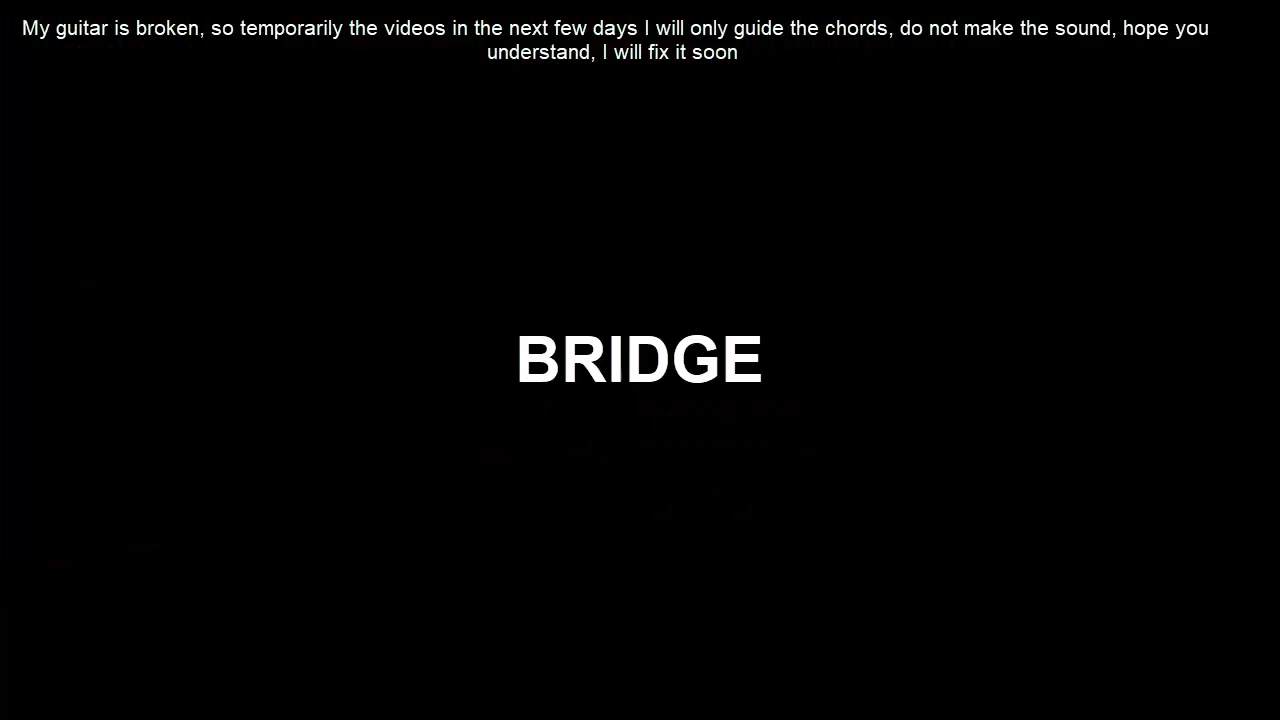 My guitar is broken, so temporarily the videos in the next few days I will only guide the chords, do not make the sound, hope you
understand, I will fix it soon
BRIDGE